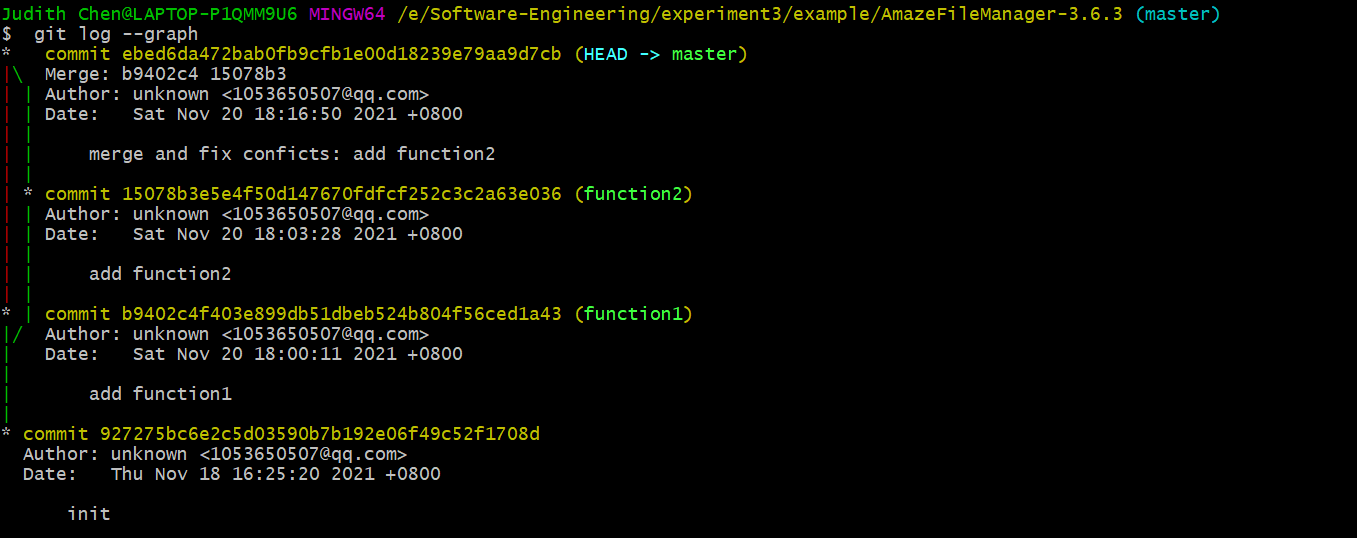 Judith Chen@LAPTOP-P1QMM9U6 MINGW64 /e/Software-Engineering/experiment3/example/AmazeFileManager-3.6.3 (master)
$  git log --graph
*   commit ebed6da472bab0fb9cfb1e00d18239e79aa9d7cb (HEAD -> master)
|\  Merge: b9402c4 15078b3
| | Author: unknown <1053650507@qq.com>
| | Date:   Sat Nov 20 18:16:50 2021 +0800
| |
| |     merge and fix conficts: add function2
| |
| * commit 15078b3e5e4f50d147670fdfcf252c3c2a63e036 (function2)
| | Author: unknown <1053650507@qq.com>
| | Date:   Sat Nov 20 18:03:28 2021 +0800
| |
| |     add function2
| |
* | commit b9402c4f403e899db51dbeb524b804f56ced1a43 (function1)
|/  Author: unknown <1053650507@qq.com>
|   Date:   Sat Nov 20 18:00:11 2021 +0800
|
|       add function1
|
* commit 927275bc6e2c5d03590b7b192e06f49c52f1708d
  Author: unknown <1053650507@qq.com>
  Date:   Thu Nov 18 16:25:20 2021 +0800

      init